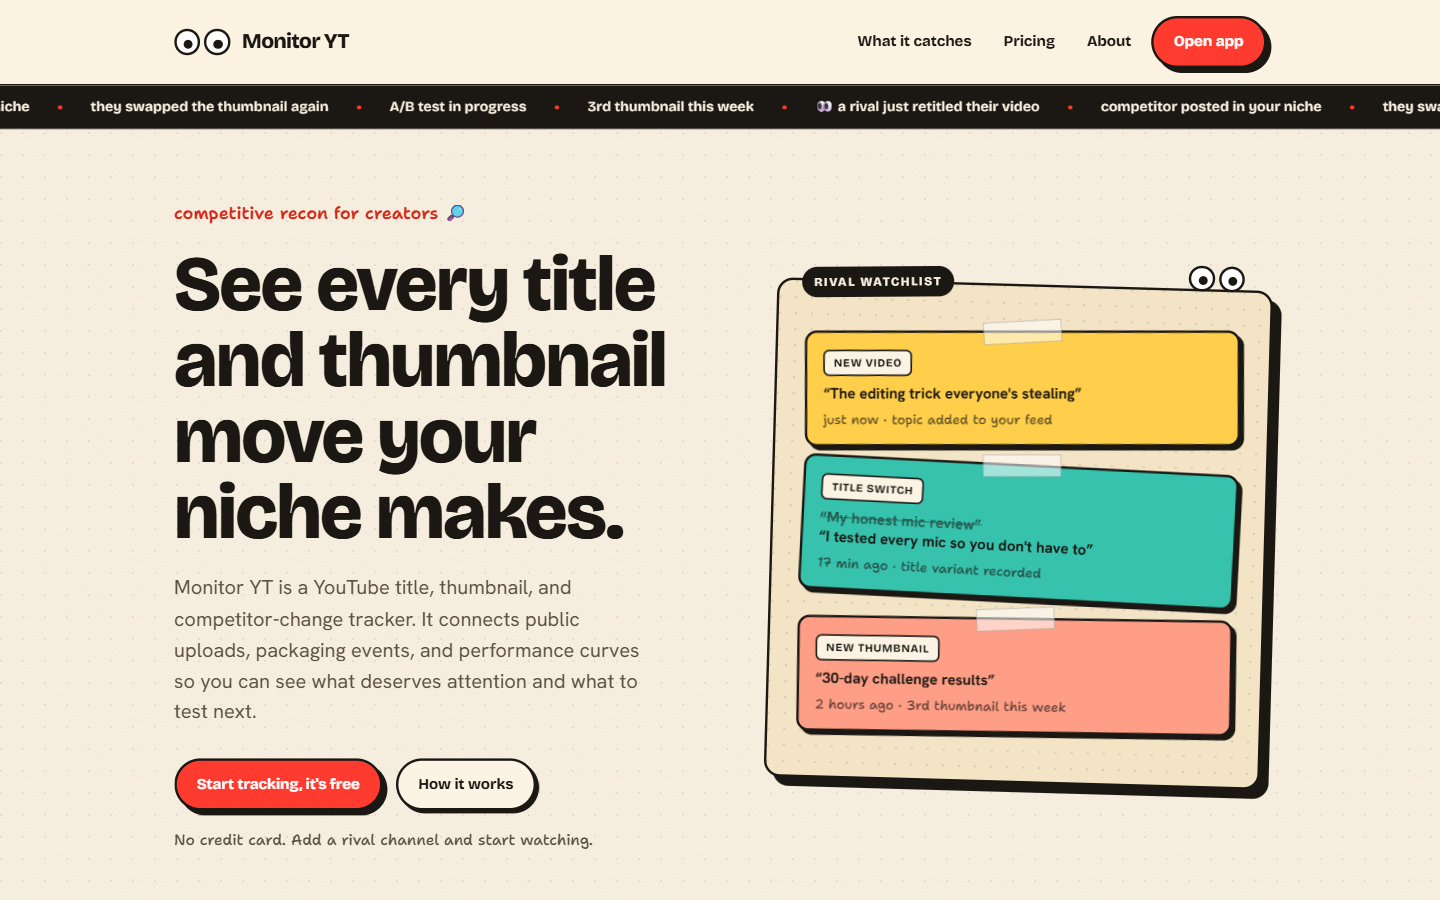 Monitor YT
What it catches
Pricing
About
Open app
they swapped the thumbnail again • A/B test in progress • 3rd thumbnail this week • 👀 a rival just retitled their video • competitor posted in your niche •
competitive recon for creators 🔎
See every title
and thumbnail
move your
niche makes.
Monitor YT is a YouTube title, thumbnail, and
competitor-change tracker. It connects public
uploads, packaging events, and performance curves
so you can see what deserves attention and what to
test next.
Start tracking, it's free
How it works
No credit card. Add a rival channel and start watching.
RIVAL WATCHLIST
NEW VIDEO
“The editing trick everyone's stealing”
just now · topic added to your feed
TITLE SWITCH
“My honest mic review”
“I tested every mic so you don't have to”
17 min ago · title variant recorded
NEW THUMBNAIL
“30-day challenge results”
2 hours ago · 3rd thumbnail this week